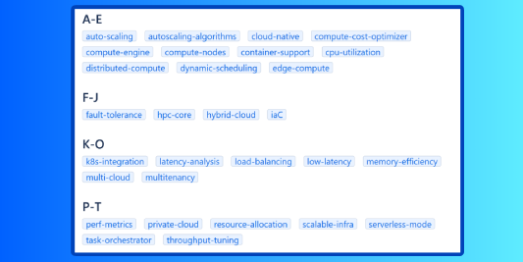 A-E
auto-scaling autoscaling-algorithms cloud-native compute-cost-optimizer
compute-engine compute-nodes container-support cpu-utilization
distributed-compute dynamic-scheduling edge-compute
F-J
fault-tolerance hpc-core hybrid-cloud iaC
K-O
k8s-integration latency-analysis load-balancing low-latency memory-efficiency
multi-cloud multitenancy
P-T
perf-metrics private-cloud resource-allocation scalable-infra serverless-mode
task-orchestrator throughput-tuning